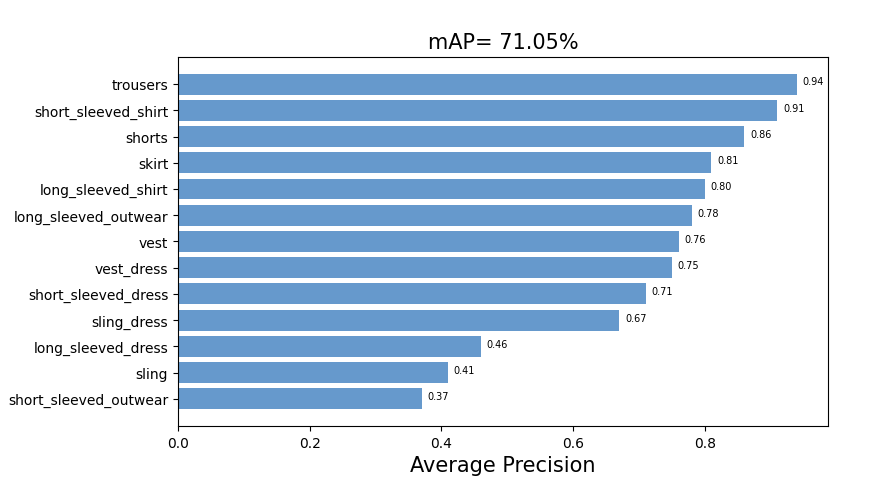 mAP= 71.05%
trousers 0.94
short_sleeved_shirt 0.91
shorts 0.86
skirt 0.81
long_sleeved_shirt 0.80
long_sleeved_outwear 0.78
vest 0.76
vest_dress 0.75
short_sleeved_dress 0.71
sling_dress 0.67
long_sleeved_dress 0.46
sling 0.41
short_sleeved_outwear 0.37
0.0 0.2 0.4 0.6 0.8
Average Precision